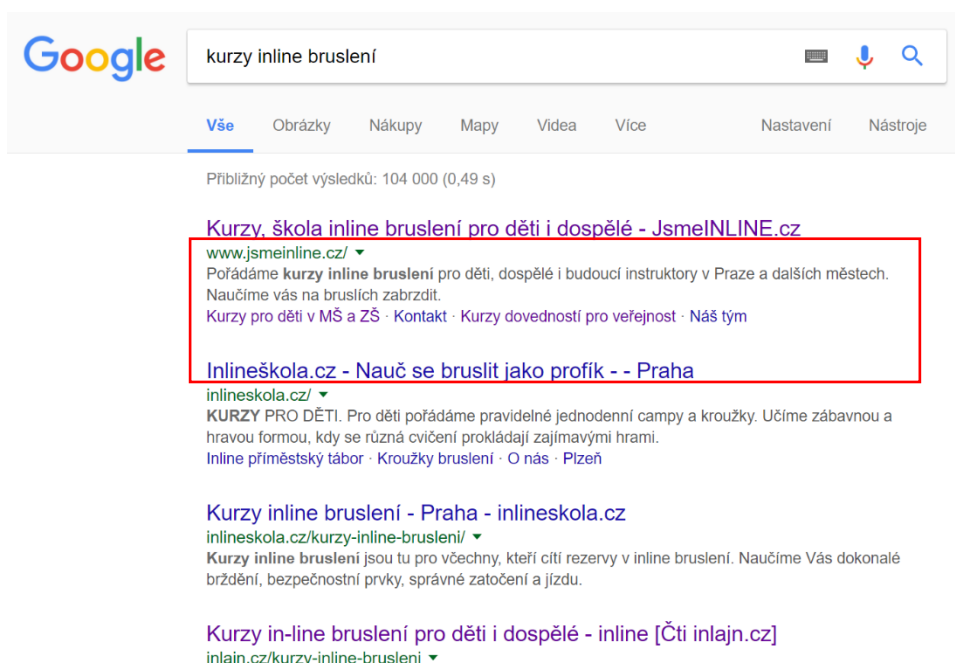 Google
kurzy inline bruslení
Vše Obrázky Nákupy Mapy Videa Více Nastavení Nástroje
Přibližný počet výsledků: 104 000 (0,49 s)
Kurzy, škola inline bruslení pro děti i dospělé - JsmeINLINE.cz
www.jsmeinline.cz/
Pořádáme kurzy inline bruslení pro děti, dospělé i budoucí instruktory v Praze a dalších městech.
Naučíme vás na bruslích zabrzdit.
Kurzy pro děti v MŠ a ZŠ · Kontakt · Kurzy dovedností pro veřejnost · Náš tým
Inlineškola.cz - Nauč se bruslit jako profík - - Praha
inlineskola.cz/
KURZY PRO DĚTI. Pro děti pořádáme pravidelné jednodenní campy a kroužky. Učíme zábavnou a
hravou formou, kdy se různá cvičení prokládají zajímavými hrami.
Inline příměstský tábor · Kroužky bruslení · O nás · Plzeň
Kurzy inline bruslení - Praha - inlineskola.cz
inlineskola.cz/kurzy-inline-brusleni/
Kurzy inline bruslení jsou tu pro včechny, kteří cítí rezervy v inline bruslení. Naučíme Vás dokonalé
brždění, bezpečnostní prvky, správné zatočení a jízdu.
Kurzy in-line bruslení pro děti i dospělé - inline [Čti inlajn.cz]
inlajn.cz/kurzy-inline-brusleni